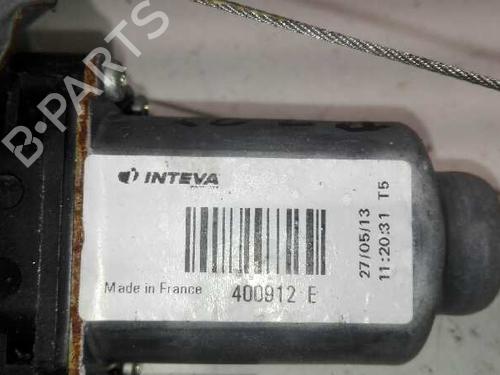 B-PARTS
INTEVA
Made in France
400912 E
27/05/13
11:20:31 T5